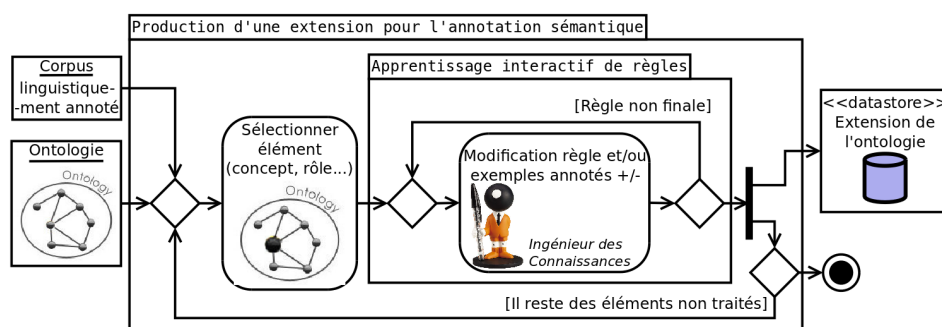 Production d'une extension pour l'annotation sémantique
Corpus
linguistique-
-ment annoté
Ontologie
Ontology
Sélectionner
élément
(concept, rôle...)
Ontology
Apprentissage interactif de règles
[Règle non finale]
Modification règle et/ou
exemples annotés +/-
Ingénieur des
Connaissances
<<datastore>>
Extension de
l'ontologie
[Il reste des éléments non traités]